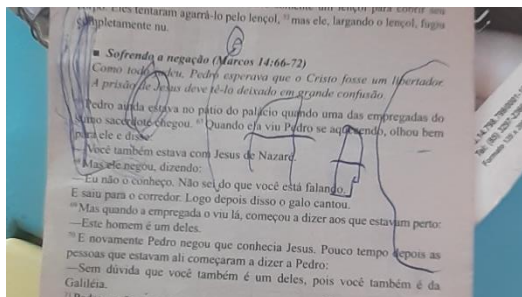 Eles tentaram agarrá-lo pelo lençol, ⁵² mas ele, largando o lençol, fugiu
completamente nu.
■ Sofrendo a negação (Marcos 14:66-72)
Como todo judeu, Pedro esperava que o Cristo fosse um libertador.
A prisão de Jesus deve tê-lo deixado em grande confusão.
Pedro ainda estava no pátio do palácio quando uma das empregadas do
sumo sacerdote chegou. ⁶⁷ Quando ela viu Pedro se aquecendo, olhou bem
para ele e disse:
—Você também estava com Jesus de Nazaré.
⁶⁸ Mas ele negou, dizendo:
—Eu não o conheço. Não sei do que você está falando.
E saiu para o corredor. Logo depois disso o galo cantou.
⁶⁹ Mas quando a empregada o viu lá, começou a dizer aos que estavam perto:
—Este homem é um deles.
⁷⁰ E novamente Pedro negou que conhecia Jesus. Pouco tempo depois as
pessoas que estavam ali começaram a dizer a Pedro:
—Sem dúvida que você também é um deles, pois você também é da
Galiléia.